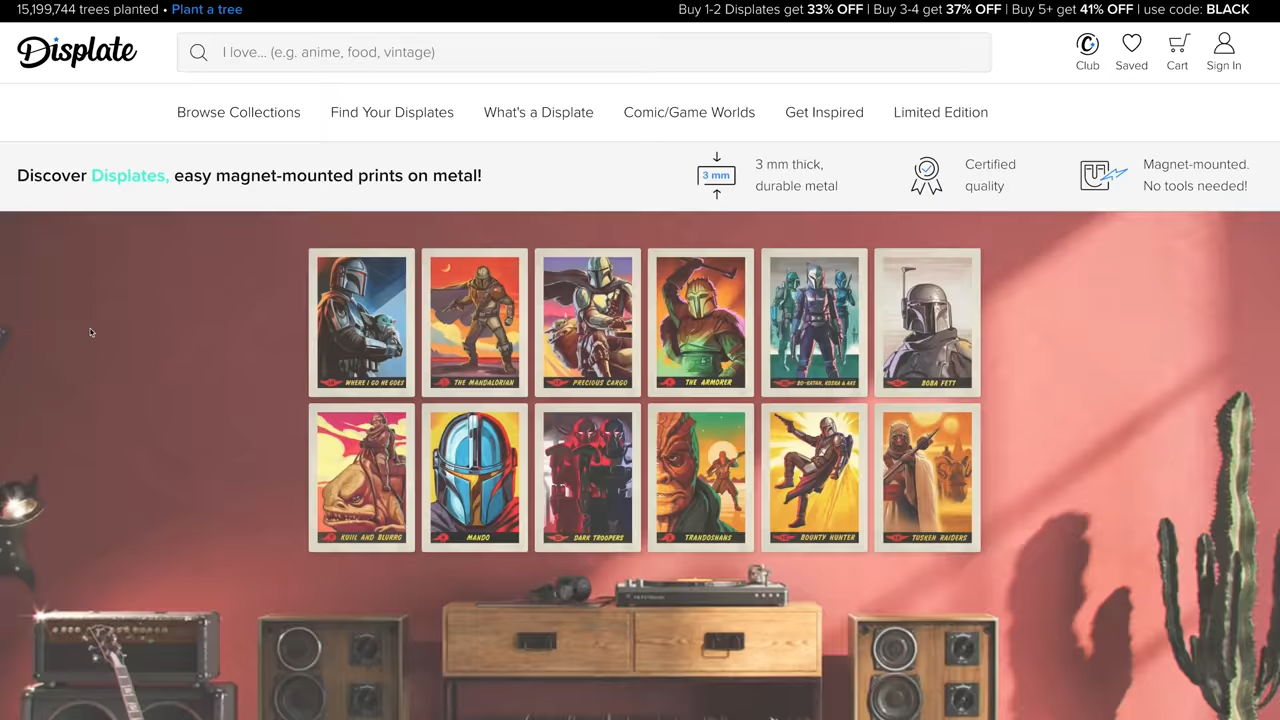 15,199,744 trees planted • Plant a tree
Buy 1-2 Displates get 33% OFF | Buy 3-4 get 37% OFF | Buy 5+ get 41% OFF | use code: BLACK
Displate
I love... (e.g. anime, food, vintage)
Club
Saved
Cart
Sign In
Browse Collections
Find Your Displates
What's a Displate
Comic/Game Worlds
Get Inspired
Limited Edition
Discover Displates, easy magnet-mounted prints on metal!
3 mm
3 mm thick,
durable metal
Certified
quality
Magnet-mounted.
No tools needed!
WHERE I GO HE GOES
THE MANDALORIAN
PRECIOUS CARGO
THE ARMORER
BO-KATAN, KOSKA & AXE
BOBA FETT
KUIIL AND BLURRG
MANDO
DARK TROOPERS
TRANDOSHANS
BOUNTY HUNTER
TUSKEN RAIDERS